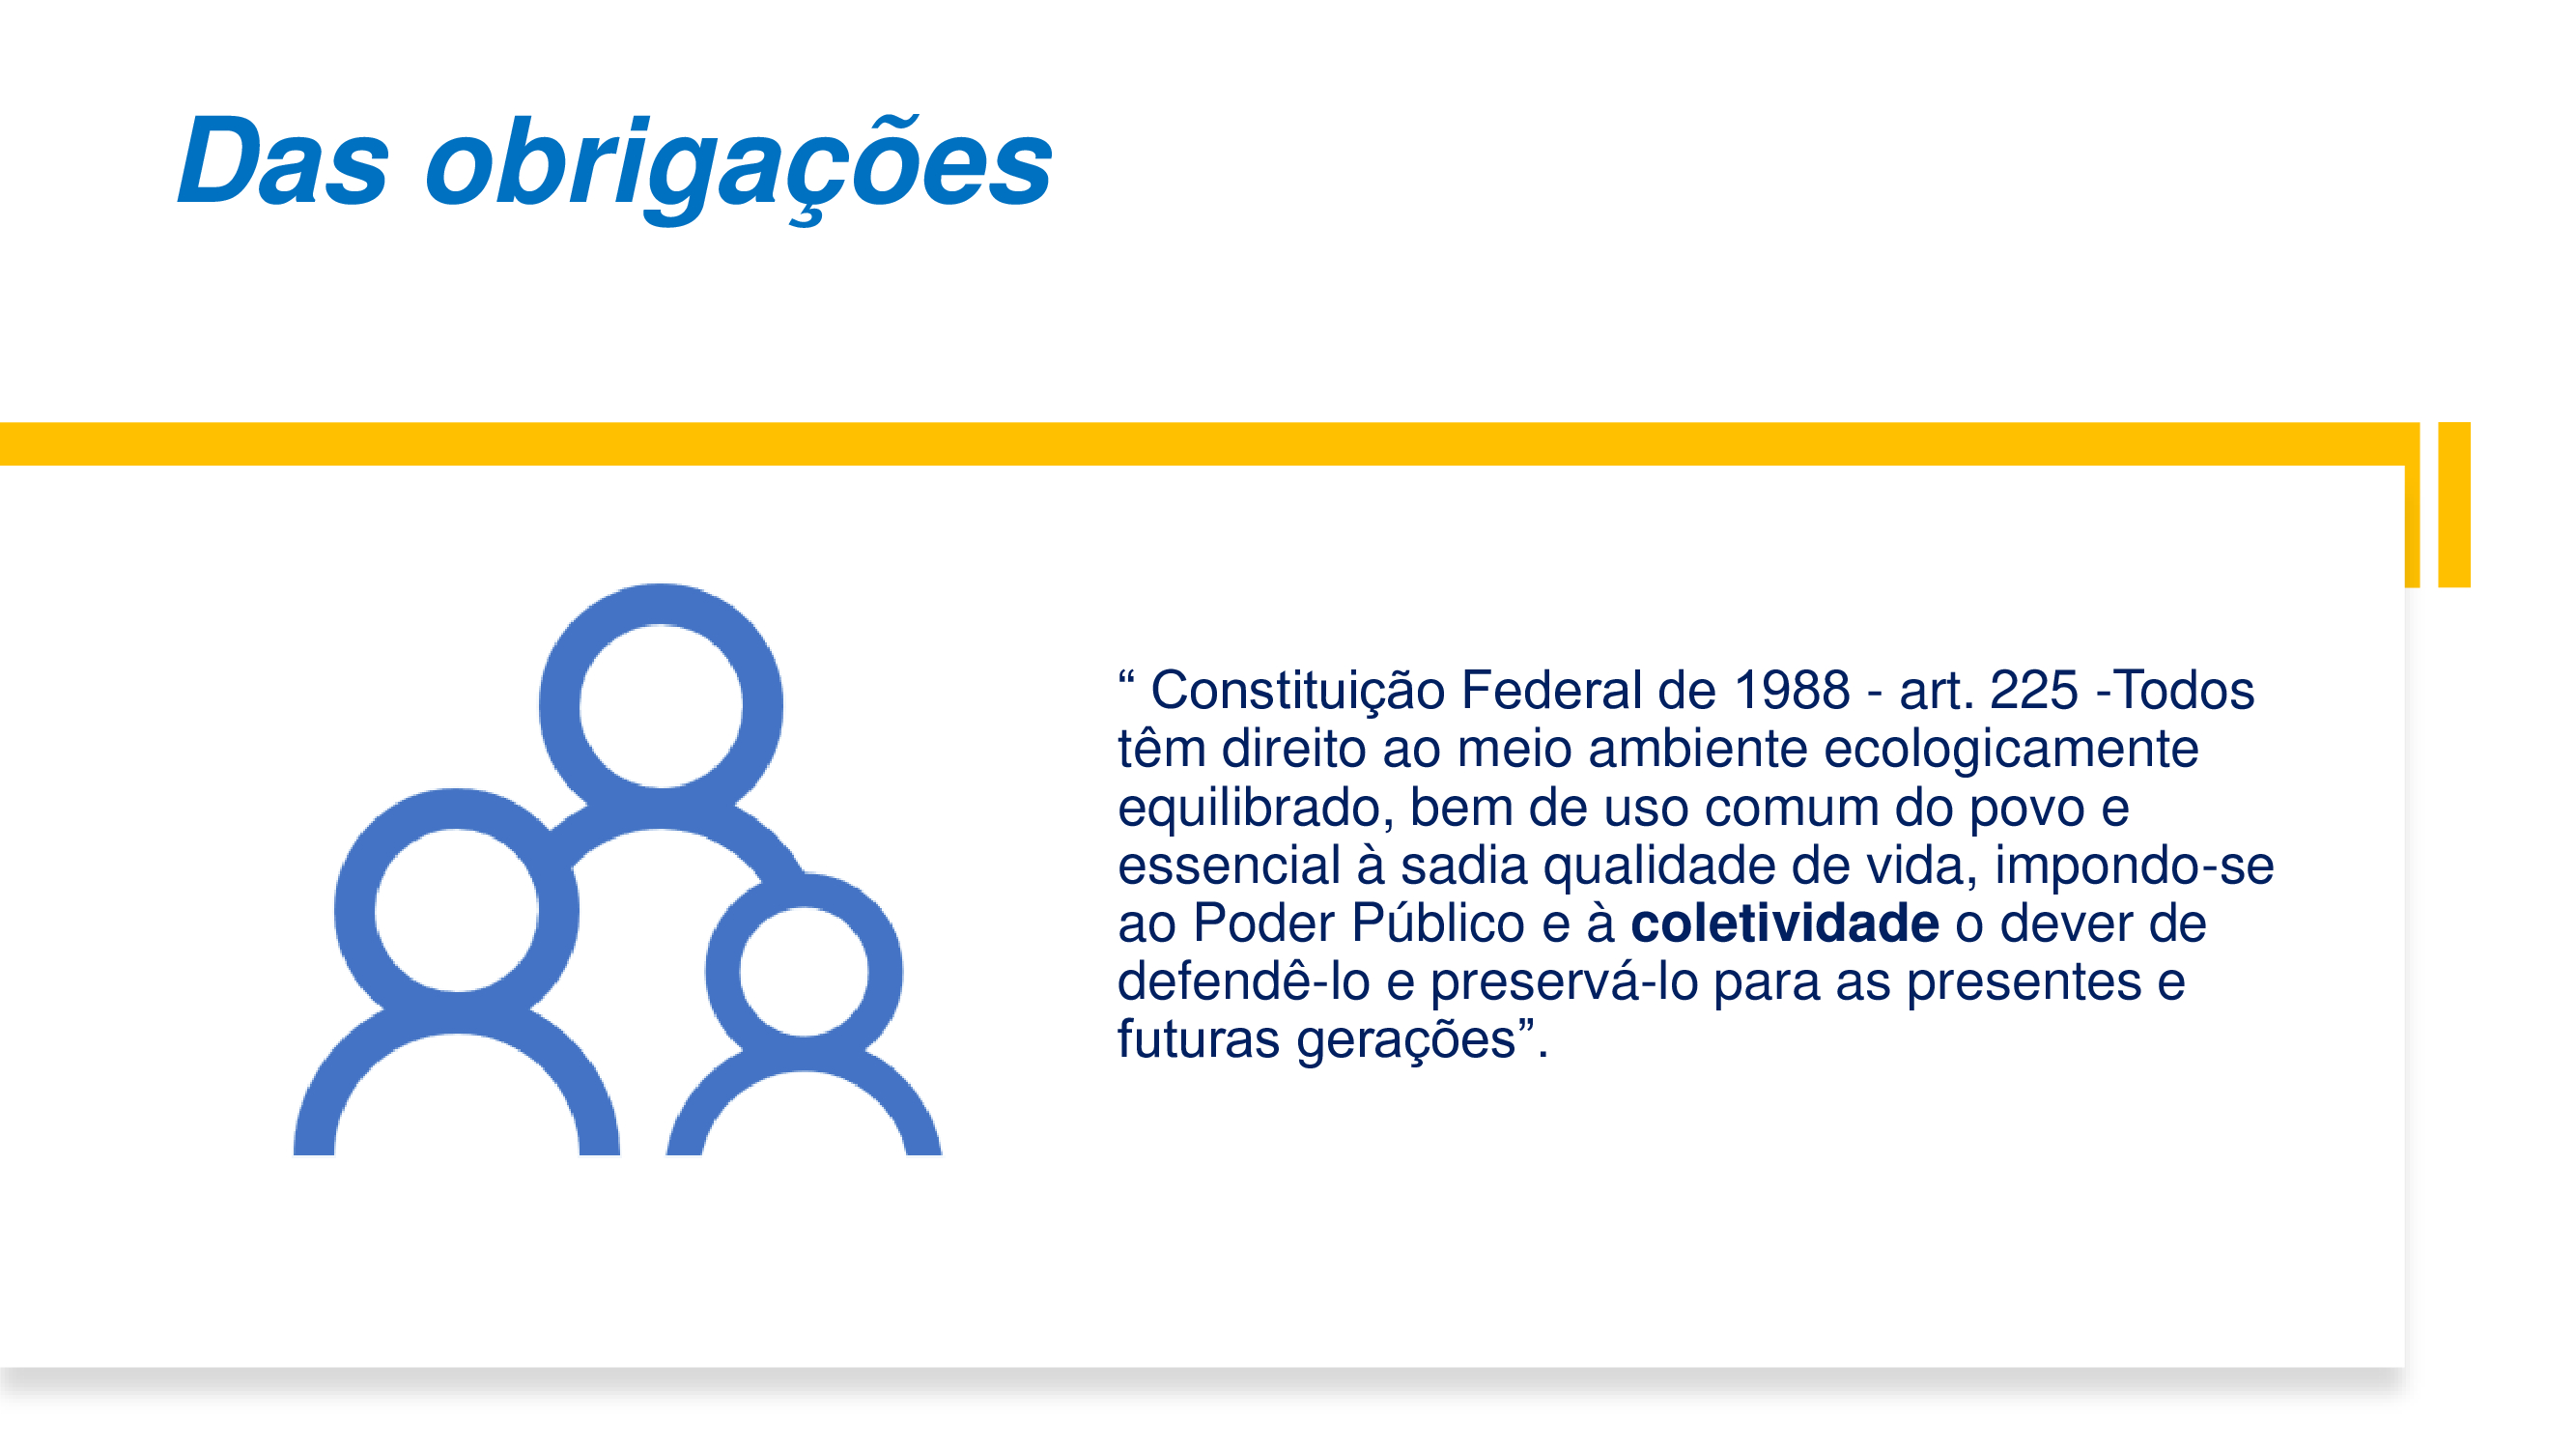 Das obrigações
“ Constituição Federal de 1988 - art. 225 -Todos
têm direito ao meio ambiente ecologicamente
equilibrado, bem de uso comum do povo e
essencial à sadia qualidade de vida, impondo-se
ao Poder Público e à coletividade o dever de
defendê-lo e preservá-lo para as presentes e
futuras gerações”.